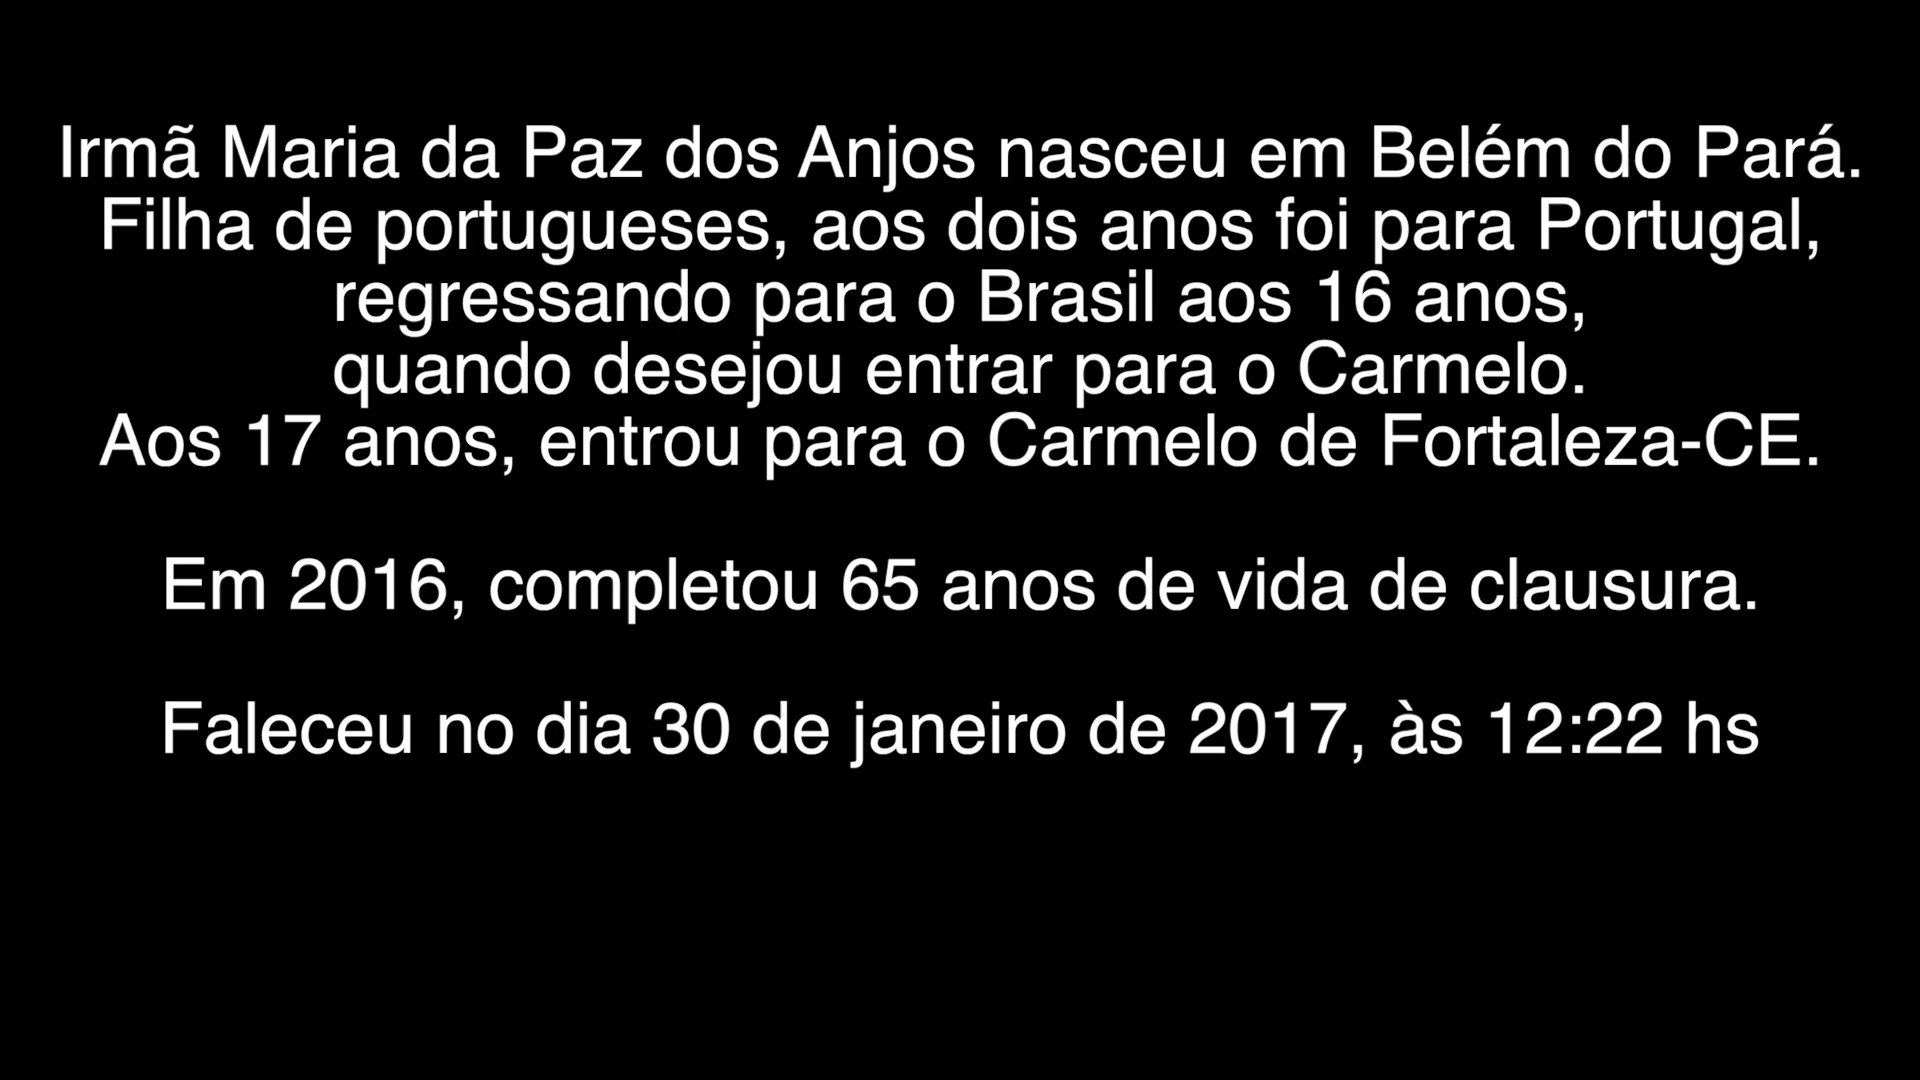 Irmã Maria da Paz dos Anjos nasceu em Belém do Pará.
Filha de portugueses, aos dois anos foi para Portugal,
regressando para o Brasil aos 16 anos,
quando desejou entrar para o Carmelo.
Aos 17 anos, entrou para o Carmelo de Fortaleza-CE.
Em 2016, completou 65 anos de vida de clausura.
Faleceu no dia 30 de janeiro de 2017, às 12:22 hs